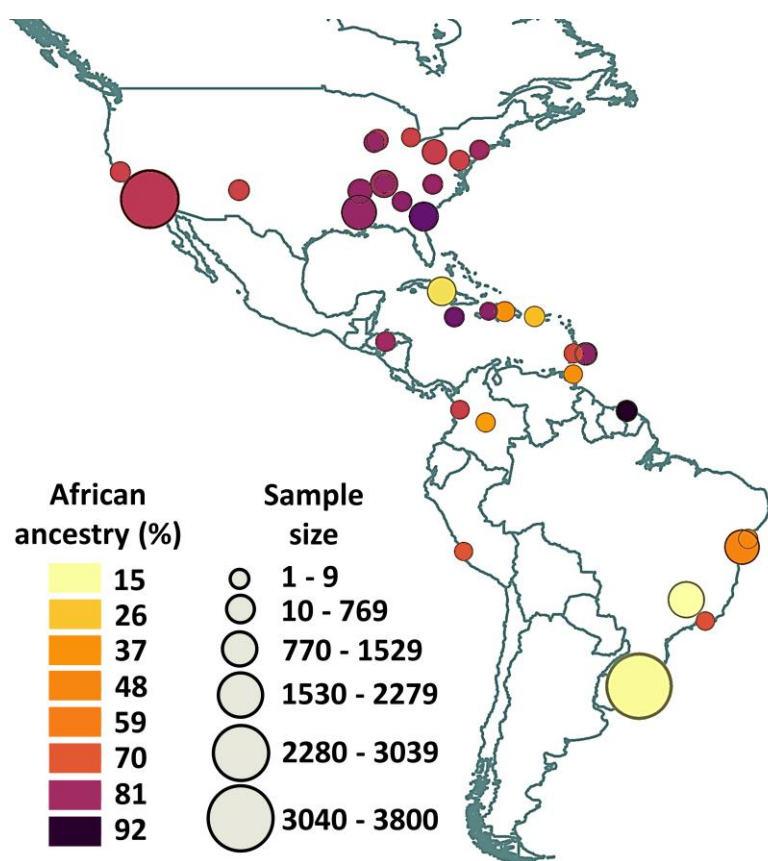 African
ancestry (%)
15
26
37
48
59
70
81
92
Sample
size
1 - 9
10 - 769
770 - 1529
1530 - 2279
2280 - 3039
3040 - 3800